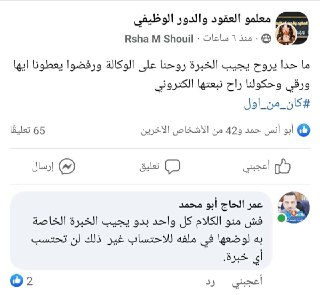 معلمو العقود والدور الوظيفي
Rsha M Shouil · منذ ٦ ساعات ·
ما حدا يروح يجيب الخبرة روحنا على الوكالة ورفضوا يعطونا ايها
ورقي وحكولنا راح نبعتها الكتروني
#كان_من_اول
أبو أنس حمد و42 من الأشخاص الآخرين
65 تعليقًا
أعجبني
تعليق
إرسال
عمر الحاج أبو محمد
فش منو الكلام كل واحد بدو يجيب الخبرة الخاصة
به لوضعها في ملفه للاحتساب غير ذلك لن تحتسب
أي خبرة.
أعجبني رد
2